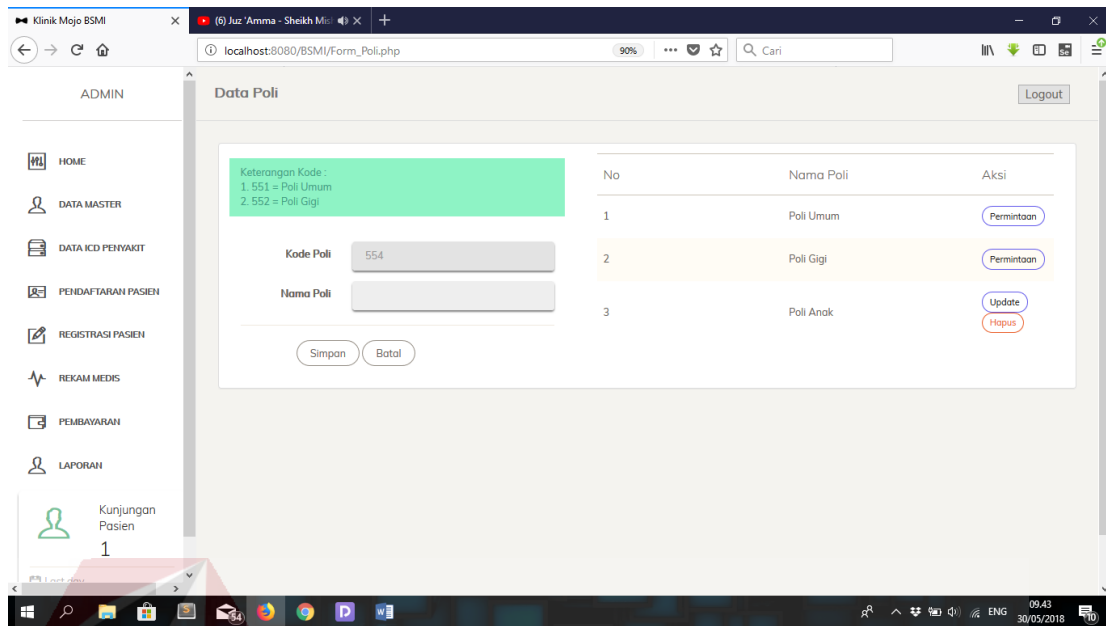 Klinik Mojo BSMI
(6) Juz 'Amma - Sheikh Mis
localhost:8080/BSMI/Form_Poli.php
90%
Cari
ADMIN
Data Poli
Logout
HOME
DATA MASTER
DATA ICD PENYAKIT
PENDAFTARAN PASIEN
REGISTRASI PASIEN
REKAM MEDIS
PEMBAYARAN
LAPORAN
Kunjungan
Pasien
1
Last day
Keterangan Kode :
1. 551 = Poli Umum
2. 552 = Poli Gigi
Kode Poli 554
Nama Poli
Simpan Batal
No Nama Poli Aksi
1 Poli Umum Permintaan
2 Poli Gigi Permintaan
3 Poli Anak Update
Hapus
54
ENG
09.43
30/05/2018
10